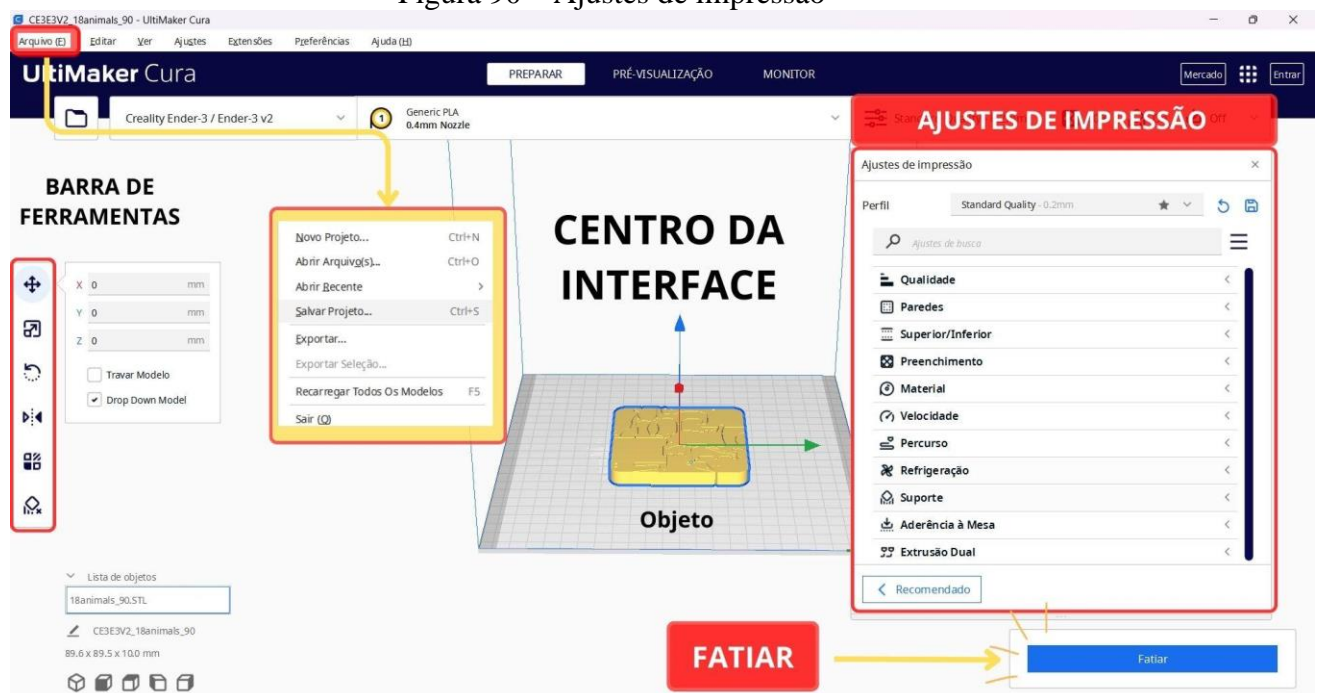 Figura 90 – Ajustes de impressão
CE3E3V2_18animals_90 - UltiMaker Cura
Arquivo (F) Editar Ver Ajustes Extensões Preferências Ajuda (H)
UltiMaker Cura
PREPARAR PRÉ-VISUALIZAÇÃO MONITOR
Mercado Entrar
Creality Ender-3 / Ender-3 v2
1
Generic PLA
0.4mm Nozzle
AJUSTES DE IMPRESSÃO
Off
BARRA DE
FERRAMENTAS
X 0 mm
Y 0 mm
Z 0 mm
Travar Modelo
Drop Down Model
Novo Projeto... Ctrl+N
Abrir Arquivo(s)... Ctrl+O
Abrir Recente
Salvar Projeto... Ctrl+S
Exportar...
Exportar Seleção...
Recarregar Todos Os Modelos F5
Sair (Q)
CENTRO DA
INTERFACE
Objeto
Ajustes de impressão
Perfil Standard Quality - 0.2mm
Ajustes de busca
Qualidade
Paredes
Superior/Inferior
Preenchimento
Material
Velocidade
Percurso
Refrigeração
Suporte
Aderência à Mesa
Extrusão Dual
Recomendado
Lista de objetos
18animals_90.STL
CE3E3V2_18animals_90
89.6 x 89.5 x 10.0 mm
FATIAR
Fatiar